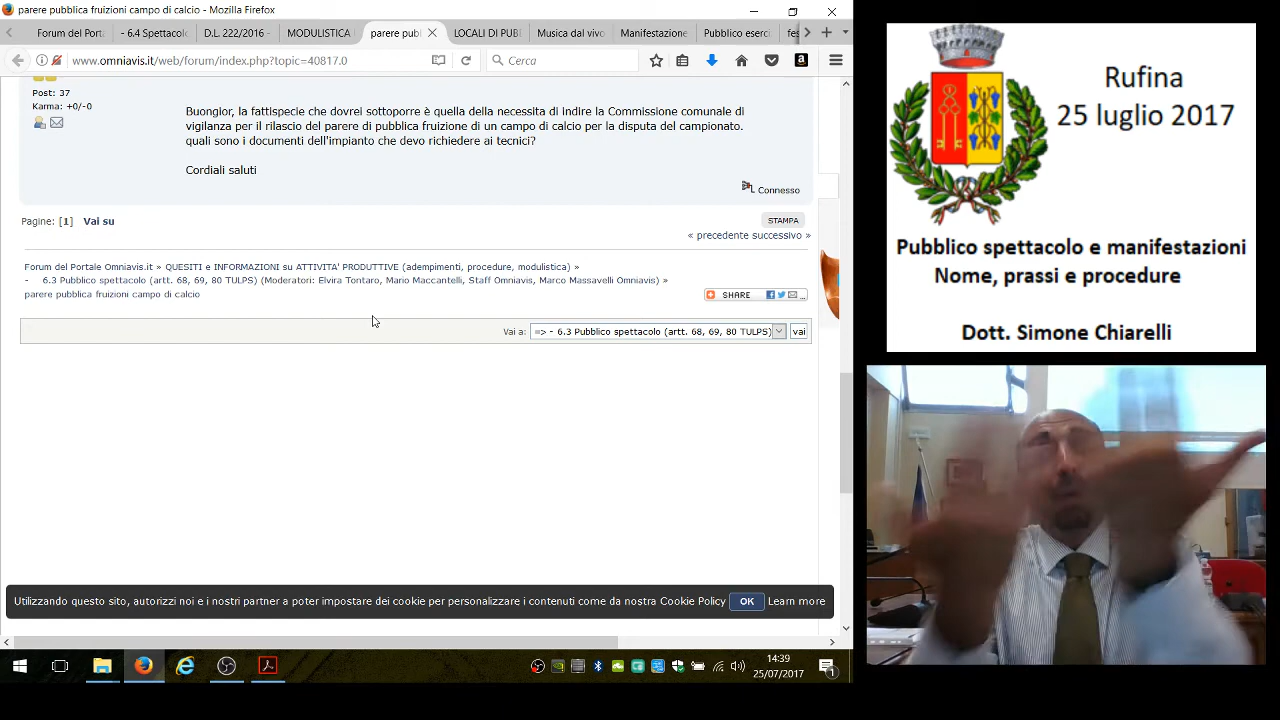 parere pubblica fruizioni campo di calcio - Mozilla Firefox
Forum del Porta
- 6.4 Spettacolo
D.L. 222/2016 -
MODULISTICA
parere publ
LOCALI DI PUBI
Musica dal vivo
Manifestazione
Pubblico eserci
fes
www.omniavis.it/web/forum/index.php?topic=40817.0
Cerca
Post: 37
Karma: +0/-0
Buongior, la fattispecie che dovrei sottoporre è quella della necessita di indire la Commissione comunale di
vigilanza per il rilascio del parere di pubblica fruizione di un campo di calcio per la disputa del campionato.
quali sono i documenti dell'impianto che devo richiedere ai tecnici?
Cordiali saluti
Connesso
Pagine: [1] Vai su
STAMPA
« precedente successivo »
Forum del Portale Omniavis.it » QUESITI e INFORMAZIONI su ATTIVITA' PRODUTTIVE (adempimenti, procedure, modulistica) »
- 6.3 Pubblico spettacolo (artt. 68, 69, 80 TULPS) (Moderatori: Elvira Tontaro, Mario Maccantelli, Staff Omniavis, Marco Massavelli Omniavis) »
parere pubblica fruizioni campo di calcio
SHARE
Vai a: => - 6.3 Pubblico spettacolo (artt. 68, 69, 80 TULPS) vai
Utilizzando questo sito, autorizzi noi e i nostri partner a poter impostare dei cookie per personalizzare i contenuti come da nostra Cookie Policy OK Learn more
14:39
25/07/2017
1
Rufina
25 luglio 2017
Pubblico spettacolo e manifestazioni
Nome, prassi e procedure
Dott. Simone Chiarelli